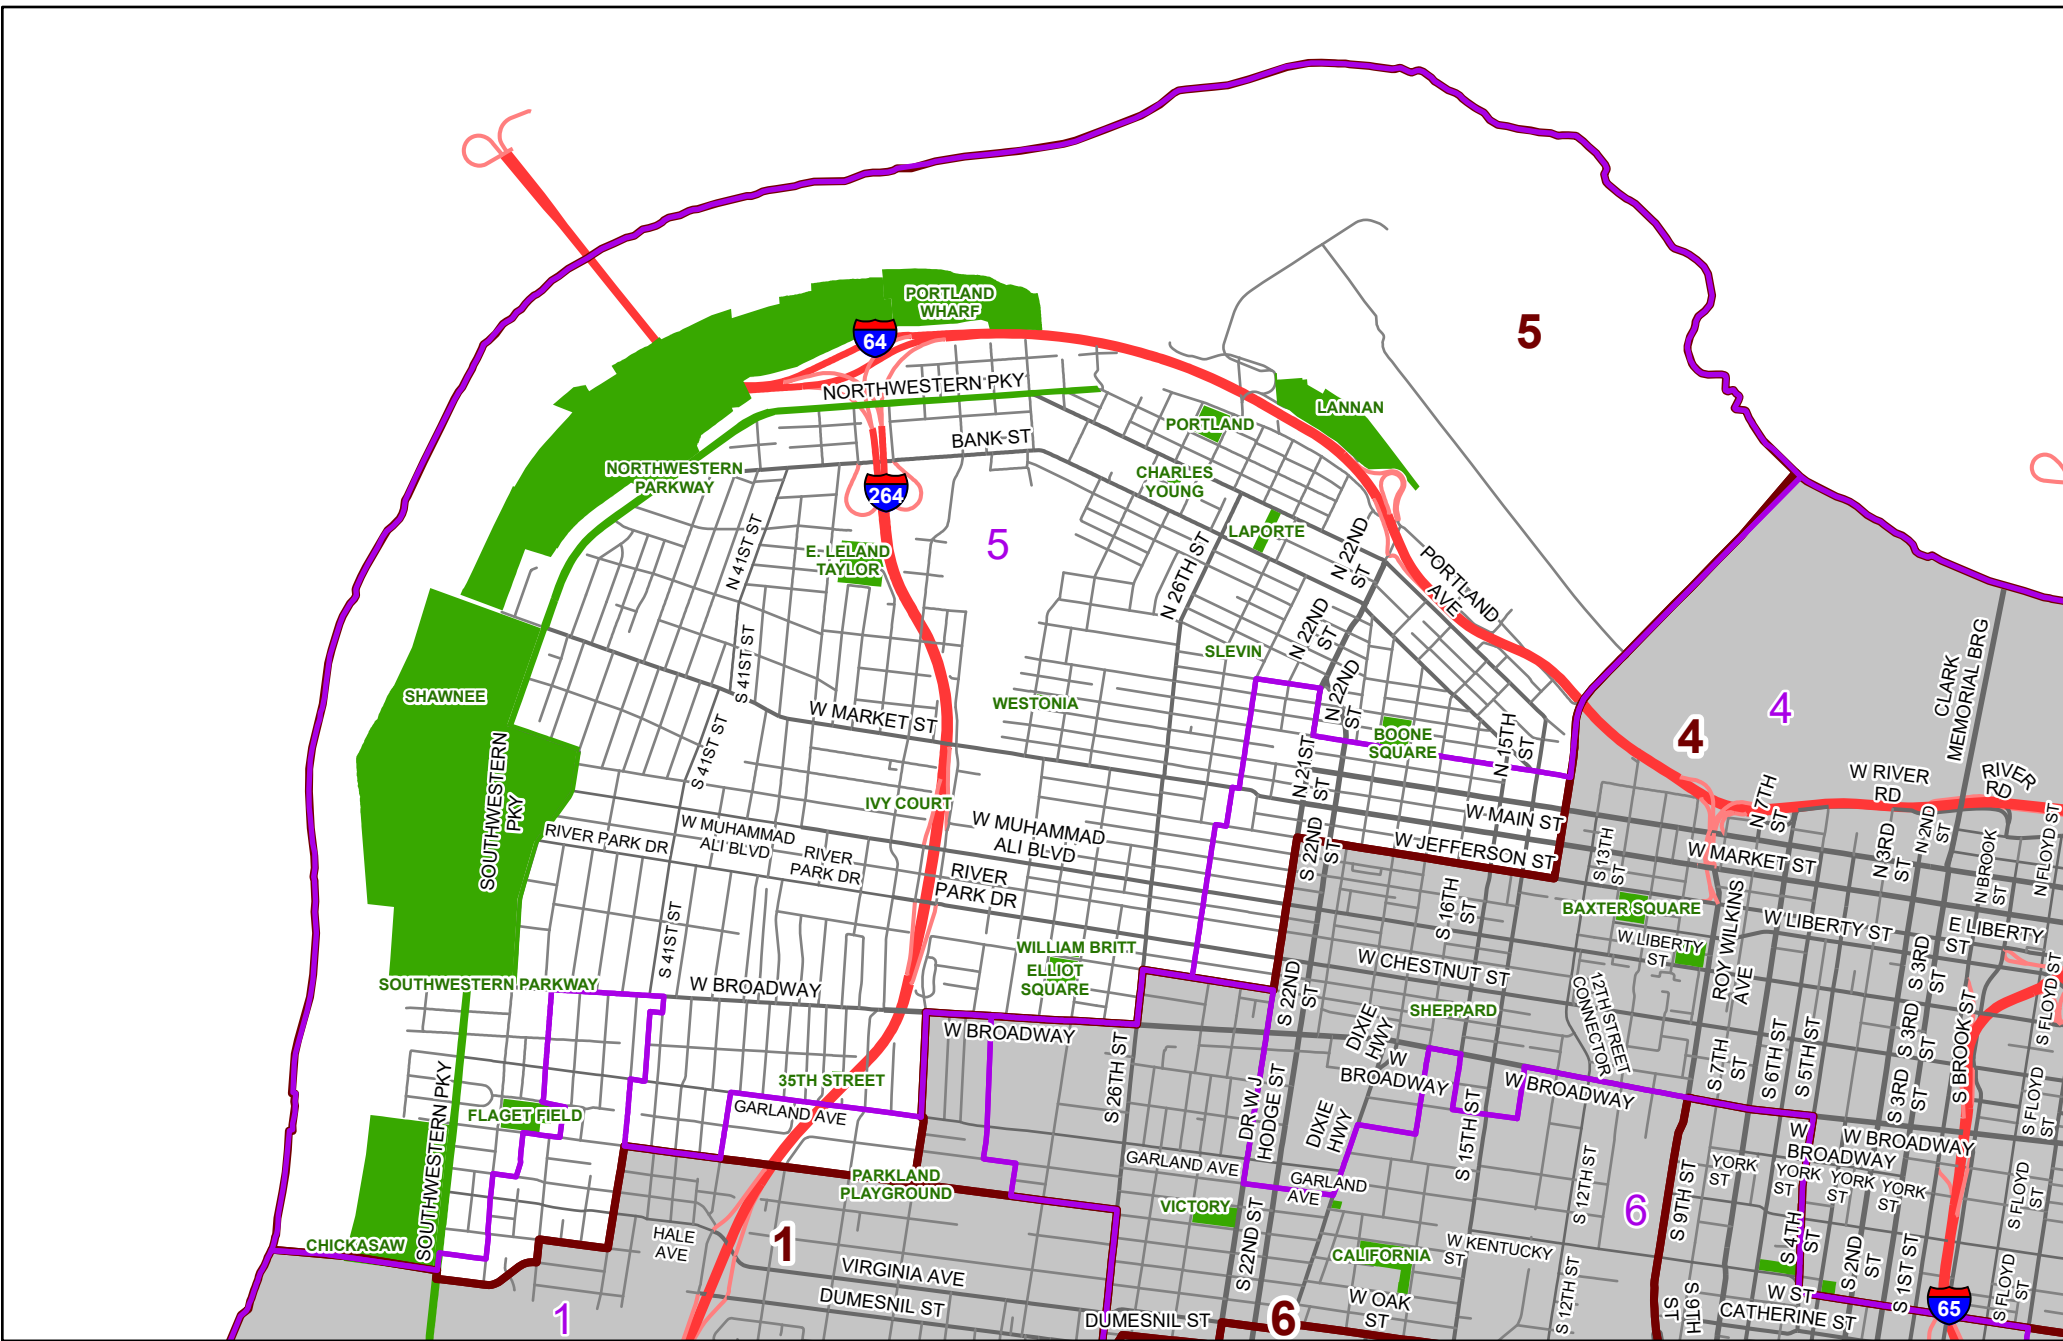 PORTLAND
WHARF
64
5
NORTHWESTERN PKY
LANNAN
PORTLAND
BANK ST
NORTHWESTERN
PARKWAY
CHARLES
YOUNG
264
N 41ST ST
E. LELAND
TAYLOR
5
LAPORTE
N 22ND
ST
N 26TH ST
PORTLAND
AVE
N 22ND
ST
SLEVIN
S 41ST ST
SHAWNEE
WESTONIA
N 22ND
ST
W MARKET ST
BOONE
SQUARE
N 15TH
ST
4
4
CLARK
MEMORIAL BRG
S 41ST ST
SOUTHWESTERN
PKY
N 21ST
ST
W RIVER
RD
RIVER
RD
N 7TH
ST
IVY COURT
W MAIN ST
W MUHAMMAD
ALI BLVD
W MUHAMMAD
ALI BLVD
RIVER PARK DR
RIVER
PARK DR
RIVER
PARK DR
S 22ND
ST
W JEFFERSON ST
S 13TH
ST
W MARKET ST
N 3RD
ST
N 2ND
ST
N BROOK
ST
N FLOYD ST
S 16TH
ST
BAXTER SQUARE
W LIBERTY
ST
ROY WILKINS
AVE
W LIBERTY ST
E LIBERTY
ST
S 41ST ST
WILLIAM BRITT
ELLIOT
SQUARE
SOUTHWESTERN PARKWAY
W BROADWAY
W BROADWAY
S 22ND
ST
W CHESTNUT ST
SHEPPARD
12TH STREET
CONNECTOR
S 3RD
ST
S FLOYD ST
DIXIE
HWY
W
BROADWAY
W BROADWAY
S 7TH
ST
S 6TH ST
S 5TH ST
S 3RD
ST
S BROOK ST
35TH STREET
GARLAND AVE
FLAGET FIELD
SOUTHWESTERN PKY
S 26TH ST
DR W J
HODGE ST
DIXIE
HWY
S 15TH ST
S 3RD
ST
S FLOYD
ST
W
BROADWAY
W BROADWAY
GARLAND AVE
PARKLAND
PLAYGROUND
GARLAND
AVE
VICTORY
S 12TH ST
6
S 9TH ST
YORK
ST
YORK
ST
YORK
ST
YORK
ST
S FLOYD
ST
CHICKASAW
HALE
AVE
1
S 22ND ST
CALIFORNIA
W KENTUCKY
ST
S 4TH
ST
S 2ND
ST
S 1ST ST
S FLOYD
ST
VIRGINIA AVE
DUMESNIL ST
1
DUMESNIL ST
6
W OAK
ST
S 12TH ST
S 9TH
ST
W ST
CATHERINE ST
65